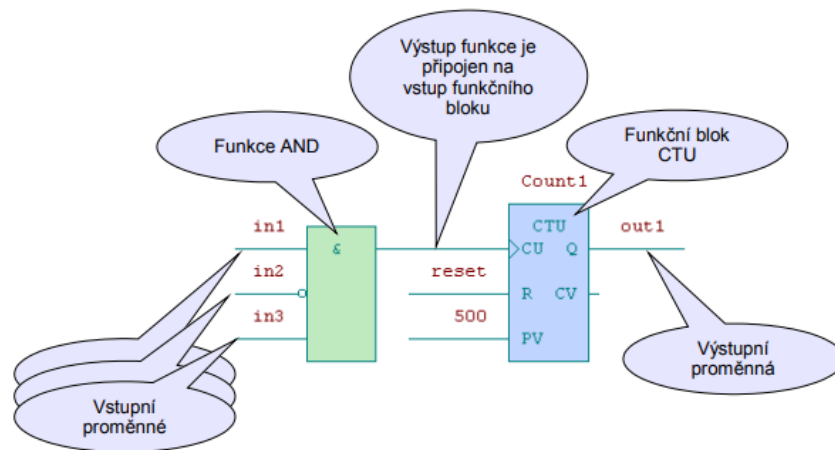 Výstup funkce je
připojen na
vstup funkčního
bloku
Funkce AND
Funkční blok
CTU
Count1
in1
&
CTU
CU Q
out1
in2
reset
R CV
in3
500
PV
Vstupní
proměnné
Výstupní
proměnná